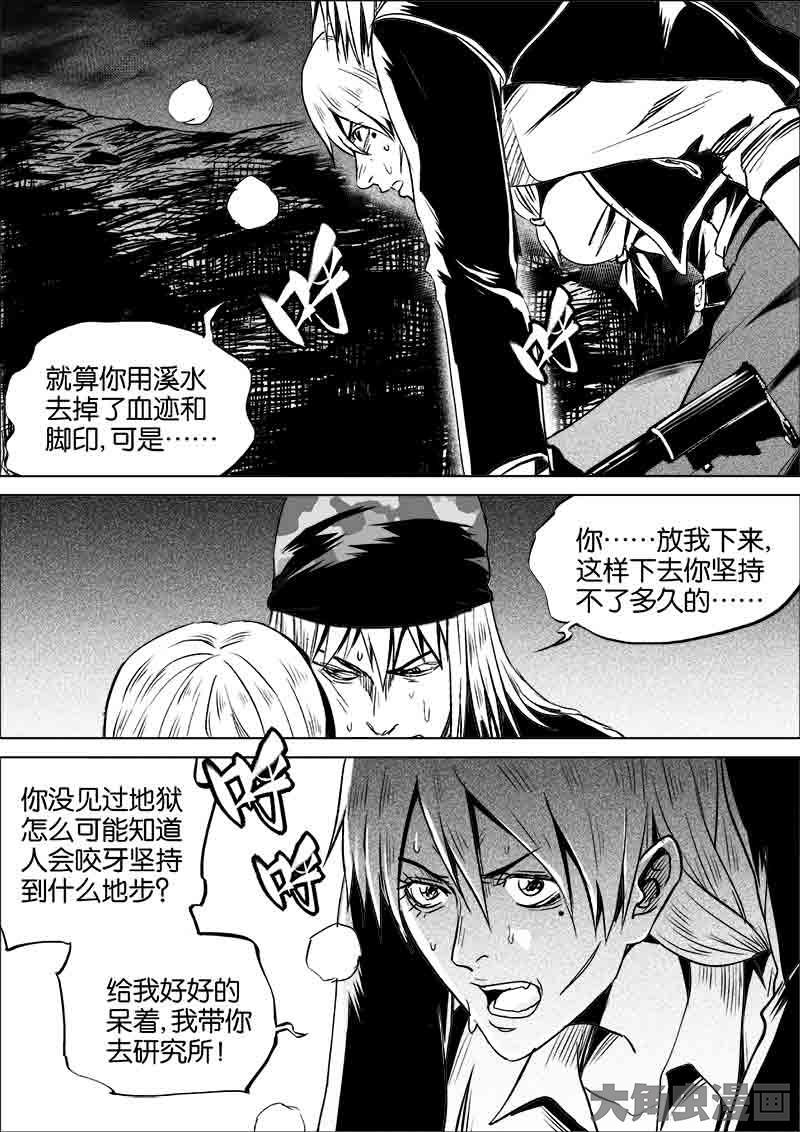 呼
呼
就算你用溪水
去掉了血迹和
脚印,可是……
你……放我下来,
这样下去你坚持
不了多久的……
呼
呼
你没见过地狱
怎么可能知道
人会咬牙坚持
到什么地步?
给我好好的
呆着,我带你
去研究所!
大角虫漫画